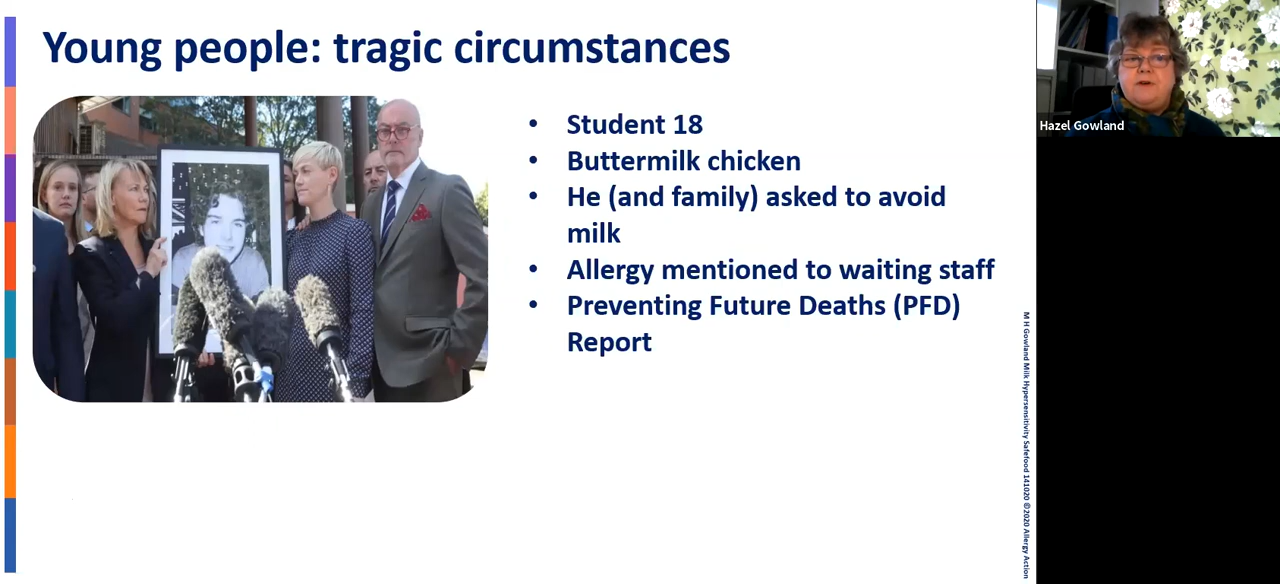 Young people: tragic circumstances
• Student 18
• Buttermilk chicken
• He (and family) asked to avoid
milk
• Allergy mentioned to waiting staff
• Preventing Future Deaths (PFD)
Report
M H Gowland Milk Hypersensitivity Safefood 141020 ©2020 Allergy Action
Hazel Gowland